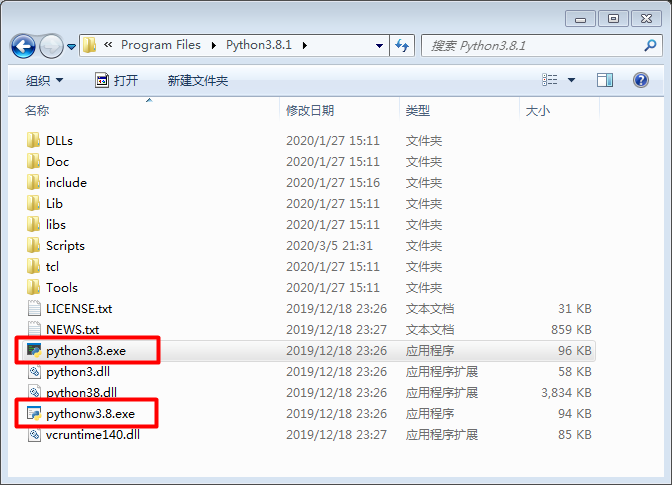 « Program Files ▸ Python3.8.1 ▸ 搜索 Python3.8.1
组织 ▼ 打开 新建文件夹
名称 修改日期 类型 大小
DLLs 2020/1/27 15:11 文件夹
Doc 2020/1/27 15:11 文件夹
include 2020/1/27 15:16 文件夹
Lib 2020/1/27 15:11 文件夹
libs 2020/1/27 15:11 文件夹
Scripts 2020/3/5 21:31 文件夹
tcl 2020/1/27 15:11 文件夹
Tools 2020/1/27 15:11 文件夹
LICENSE.txt 2019/12/18 23:26 文本文档 31 KB
NEWS.txt 2019/12/18 23:27 文本文档 859 KB
python3.8.exe 2019/12/18 23:26 应用程序 96 KB
python3.dll 2019/12/18 23:26 应用程序扩展 58 KB
python38.dll 2019/12/18 23:26 应用程序扩展 3,834 KB
pythonw3.8.exe 2019/12/18 23:26 应用程序 94 KB
vcruntime140.dll 2019/12/18 23:27 应用程序扩展 85 KB